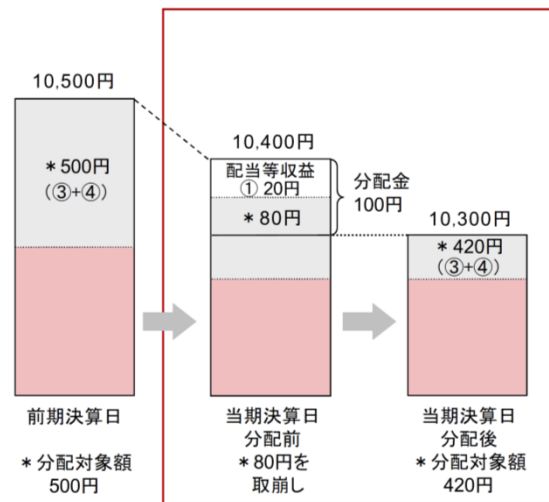 10,500円
＊500円
（③+④）
前期決算日
＊分配対象額
500円
10,400円
配当等収益
① 20円
＊80円
分配金
100円
当期決算日
分配前
＊80円を
取崩し
10,300円
＊420円
（③+④）
当期決算日
分配後
＊分配対象額
420円